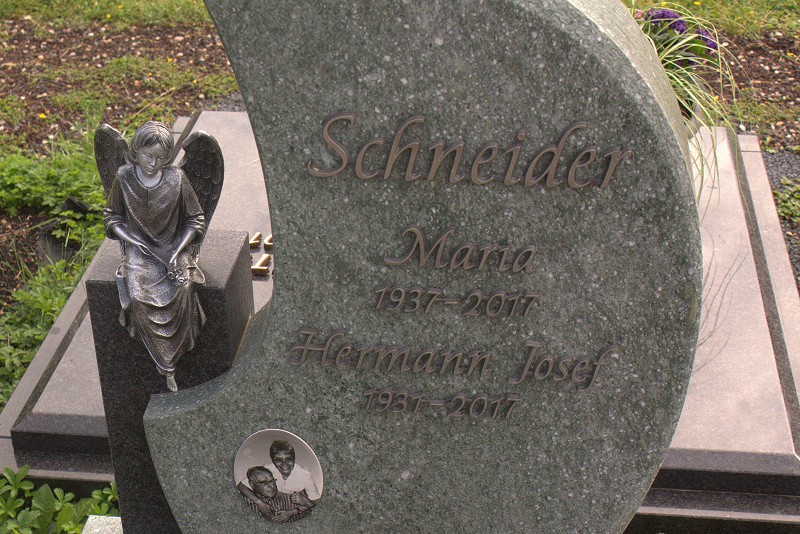 Schneider
Maria
1937–2017
Hermann Josef
1931–2017